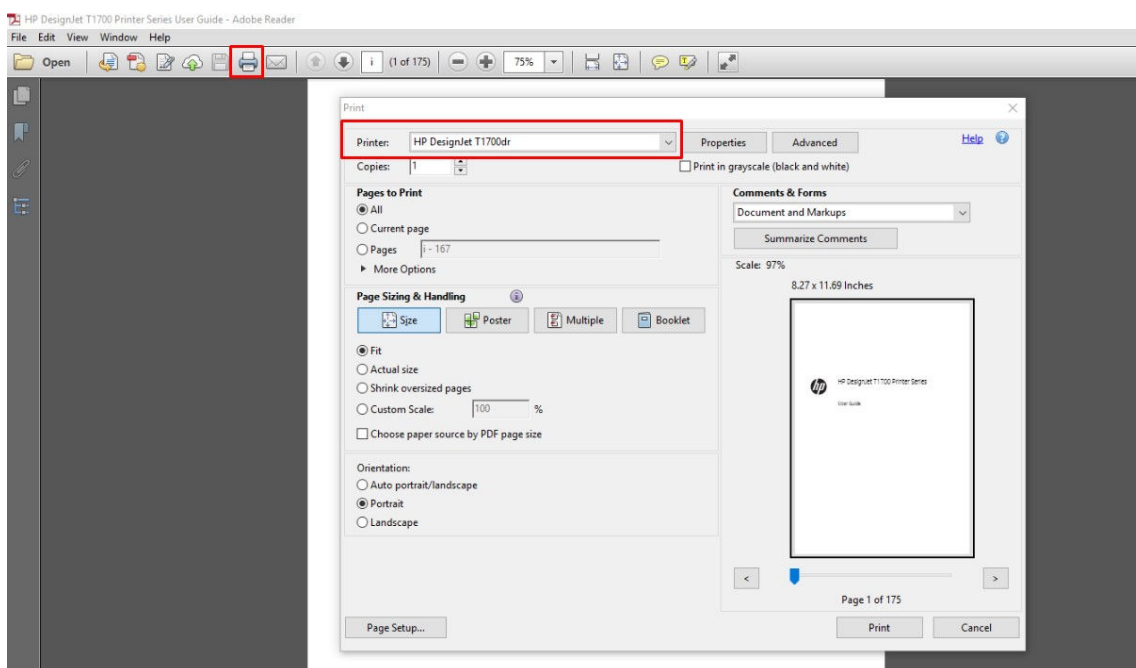 HP DesignJet T1700 Printer Series User Guide - Adobe Reader
File Edit View Window Help
Open i (1 of 175) 75%
Print
Printer: HP DesignJet T1700dr Properties Advanced Help
Copies: 1 Print in grayscale (black and white)
Pages to Print
All
Current page
Pages i - 167
More Options
Page Sizing & Handling
Size Poster Multiple Booklet
Fit
Actual size
Shrink oversized pages
Custom Scale: 100 %
Choose paper source by PDF page size
Orientation:
Auto portrait/landscape
Portrait
Landscape
Comments & Forms
Document and Markups
Summarize Comments
Scale: 97%
8.27 x 11.69 Inches
hp HP DesignJet T1700 Printer Series
User Guide
< >
Page 1 of 175
Page Setup... Print Cancel